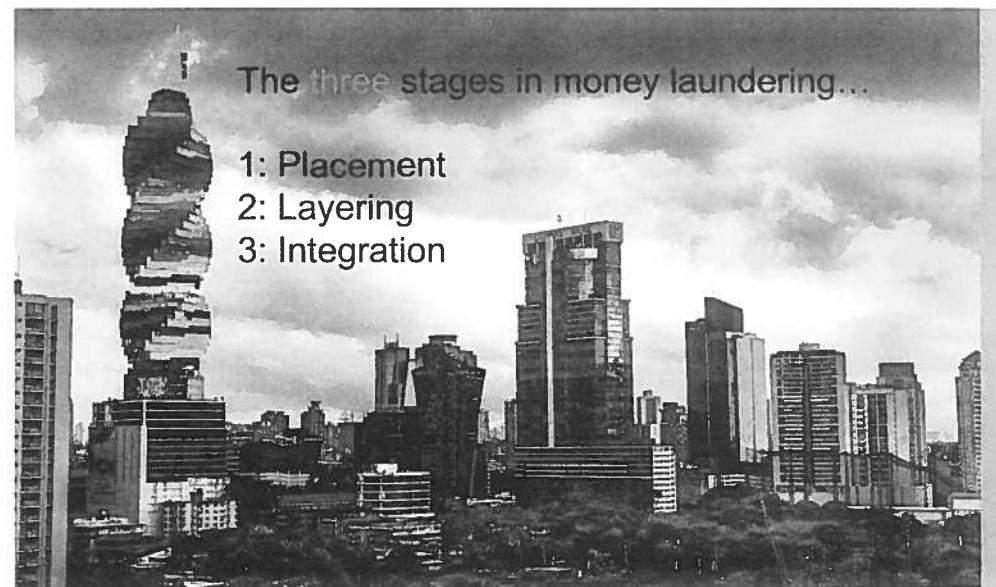 The three stages in money laundering...
1: Placement
2: Layering
3: Integration